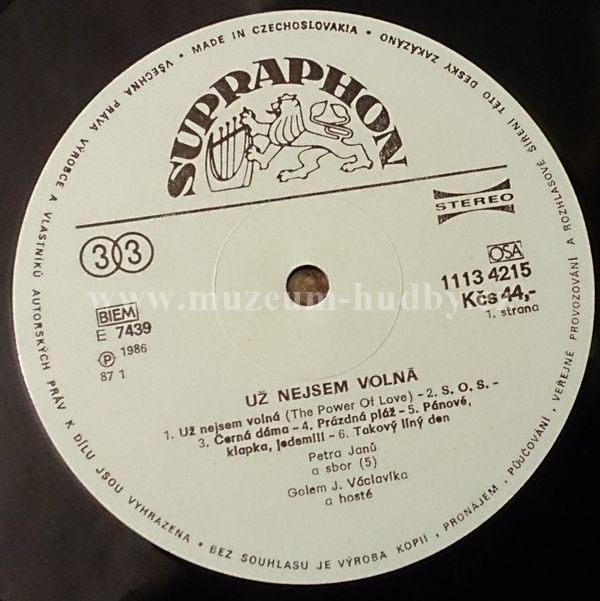 VŠECHNA PRÁVA VÝROBCE A VLASTNÍKŮ AUTORSKÝCH PRÁV K DÍLU JSOU VYHRAZENA • BEZ SOUHLASU JE VÝROBA KOPIÍ, PRONÁJEM, PŮJČOVÁNÍ, VEŘEJNÉ PROVOZOVÁNÍ A ROZHLASOVÉ ŠÍŘENÍ TÉTO DESKY ZAKÁZÁNO • MADE IN CZECHOSLOVAKIA •
SUPRAPHON
STEREO
33
OSA
1113 4215
Kčs 44,-
1. strana
www.muzeum-hudby
BIEM
E 7439
Ⓟ 1986
87 1
UŽ NEJSEM VOLNÁ
1. Už nejsem volná (The Power Of Love) – 2. S. O. S. –
3. Černá dáma – 4. Prázdná pláž – 5. Pánové,
klapka, jedem!!! – 6. Takový líný den
Petra Janů
a sbor (5)
Golem J. Václavíka
a hosté